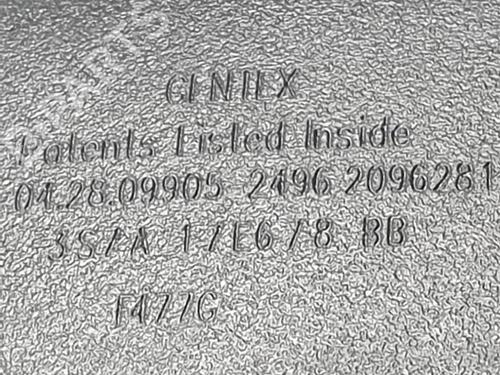 GENTEX
Patents Listed Inside
04.28.09905 2496 2096281
3S7A 17E678 BB
F477G